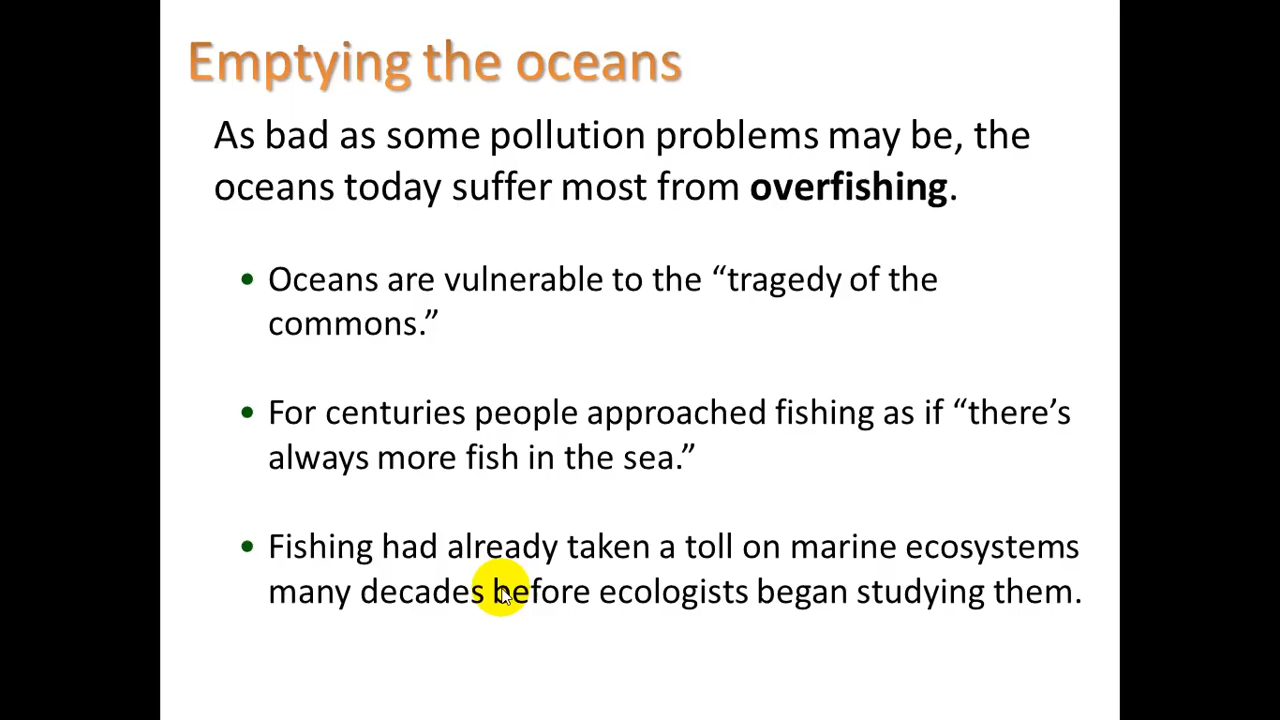 Emptying the oceans
As bad as some pollution problems may be, the
oceans today suffer most from overfishing.
• Oceans are vulnerable to the “tragedy of the
commons.”
• For centuries people approached fishing as if “there’s
always more fish in the sea.”
• Fishing had already taken a toll on marine ecosystems
many decades before ecologists began studying them.